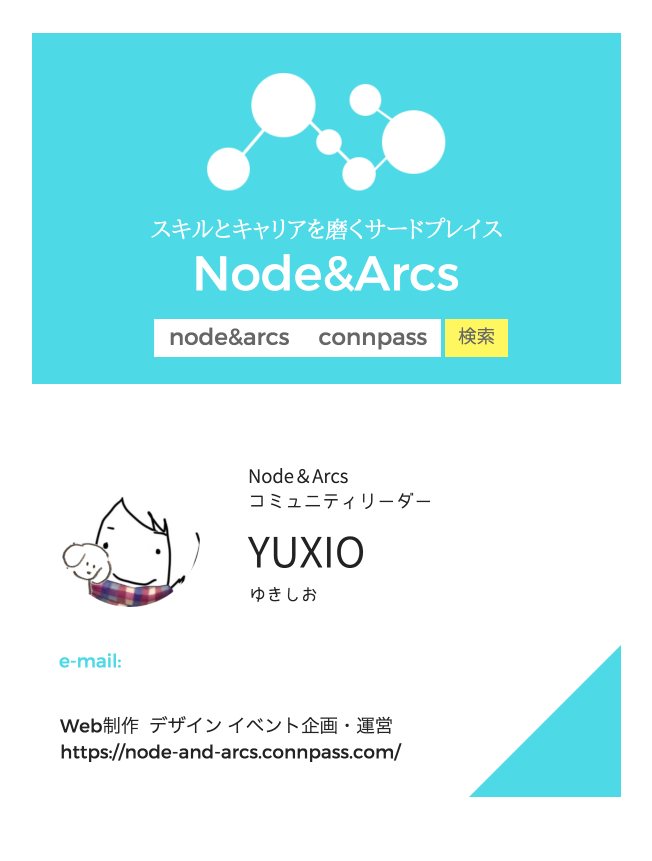 スキルとキャリアを磨くサードプレイス
Node&Arcs
node&arcs connpass 検索
Node&Arcs
コミュニティリーダー
YUXIO
ゆきしお
e-mail:
Web制作 デザイン イベント企画・運営
https://node-and-arcs.connpass.com/